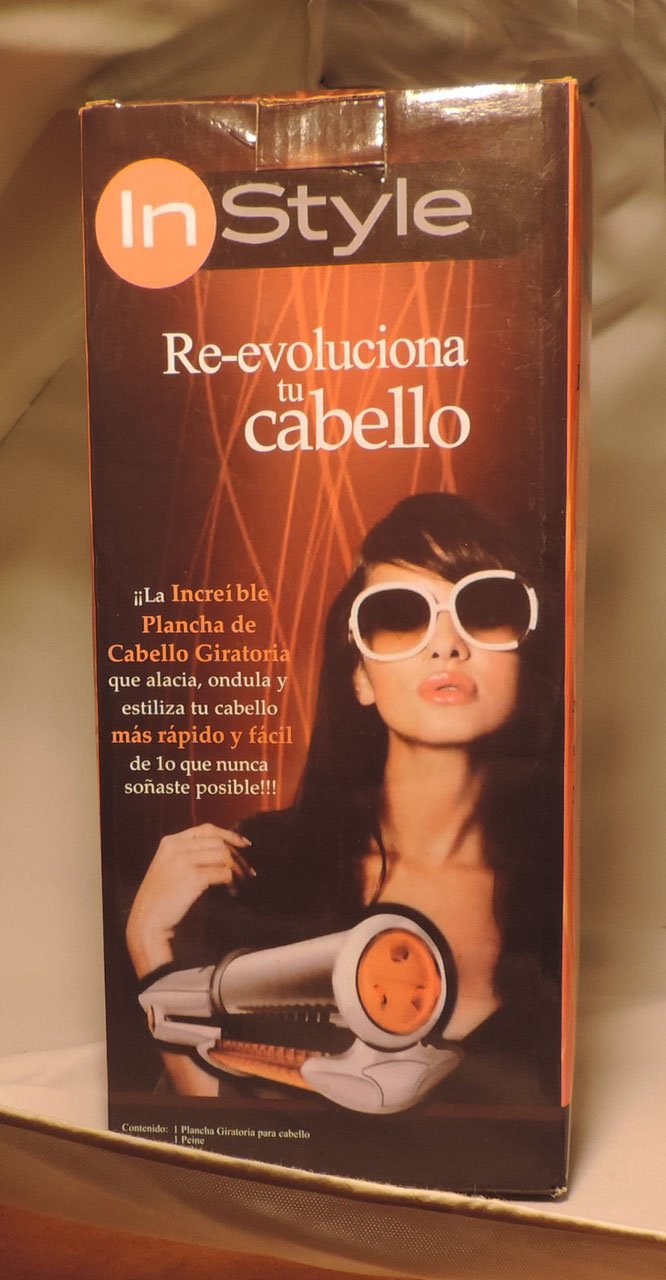 InStyle
Re-evoluciona
tu
cabello
¡¡La Increíble
Plancha de
Cabello Giratoria
que alacia, ondula y
estiliza tu cabello
más rápido y fácil
de 1o que nunca
soñaste posible!!!
Contenido: 1 Plancha Giratoria para cabello
1 Peine